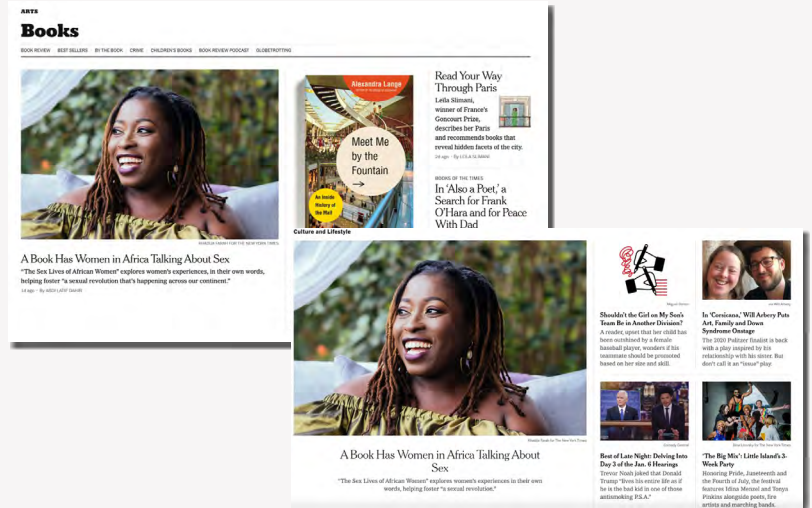 ARTS
Books
BOOK REVIEW BEST SELLERS BY THE BOOK CRIME CHILDREN'S BOOKS BOOK REVIEW PODCAST GLOBETROTTING
A Book Has Women in Africa Talking About Sex
"The Sex Lives of African Women" explores women's experiences, in their own words,
helping foster "a sexual revolution that's happening across our continent."
Alexandra Lange
Meet Me
by the
Fountain
→
An Inside
History of
the Mall
Read Your Way
Through Paris
Leïla Slimani,
winner of France's
Goncourt Prize,
describes her Paris
and recommends books that
reveal hidden facets of the city.
1d ago · By LEILA SLIMANI
BOOKS OF THE TIMES
In 'Also a Poet,' a
Search for Frank
O'Hara and for Peace
With Dad
Culture and Lifestyle
A Book Has Women in Africa Talking About
Sex
"The Sex Lives of African Women" explores women's experiences in their own
words, helping foster "a sexual revolution."
Shouldn't the Girl on My Son's
Team Be in Another Division?
A reader, upset that her child has
been outshined by a female
baseball player, wonders if his
teammate should be promoted
based on her size and skill.
In 'Corsicana,' Will Arbery Puts
Art, Family and Down
Syndrome Onstage
The 2020 Pulitzer finalist is back
with a play inspired by his
relationship with his sister. But
don't call it an "issue" play.
Best of Late Night: Delving Into
Day 3 of the Jan. 6 Hearings
Trevor Noah joked that Donald
Trump "lives his entire life as if
he is the bad kid in one of those
antismoking P.S.A."
'The Big Mix': Little Island's 3-
Week Party
Honoring Pride, Juneteenth and
the Fourth of July, the festival
features Idina Menzel and Tonya
Pinkins alongside poets, fire
artists and marching bands.